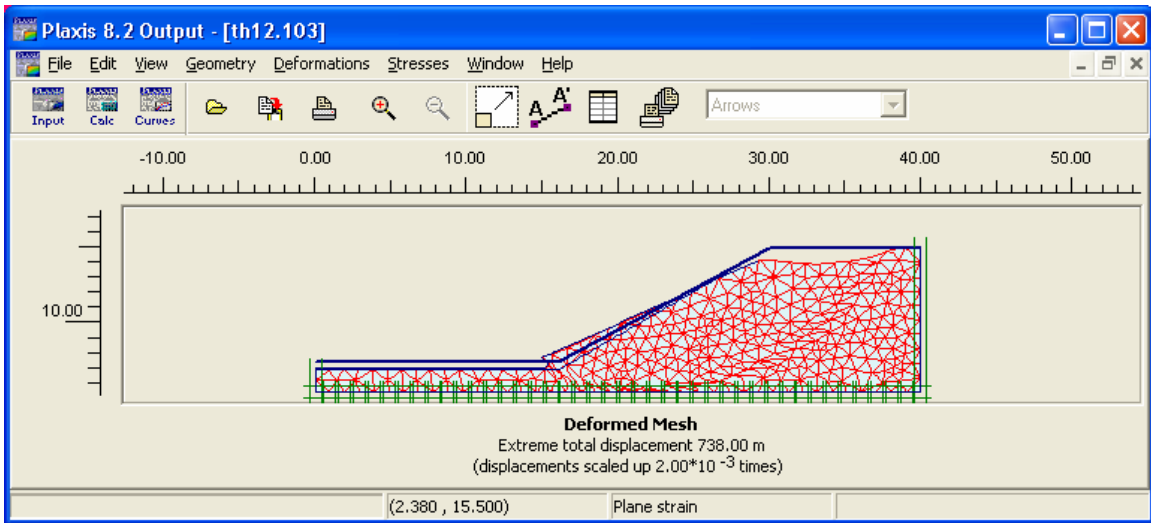 Plaxis 8.2 Output - [th12.103]
File Edit View Geometry Deformations Stresses Window Help
Input Calc Curves A A' Arrows
-10.00 0.00 10.00 20.00 30.00 40.00 50.00
10.00
Deformed Mesh
Extreme total displacement 738.00 m
(displacements scaled up 2.00*10 -3 times)
(2.380 , 15.500) Plane strain